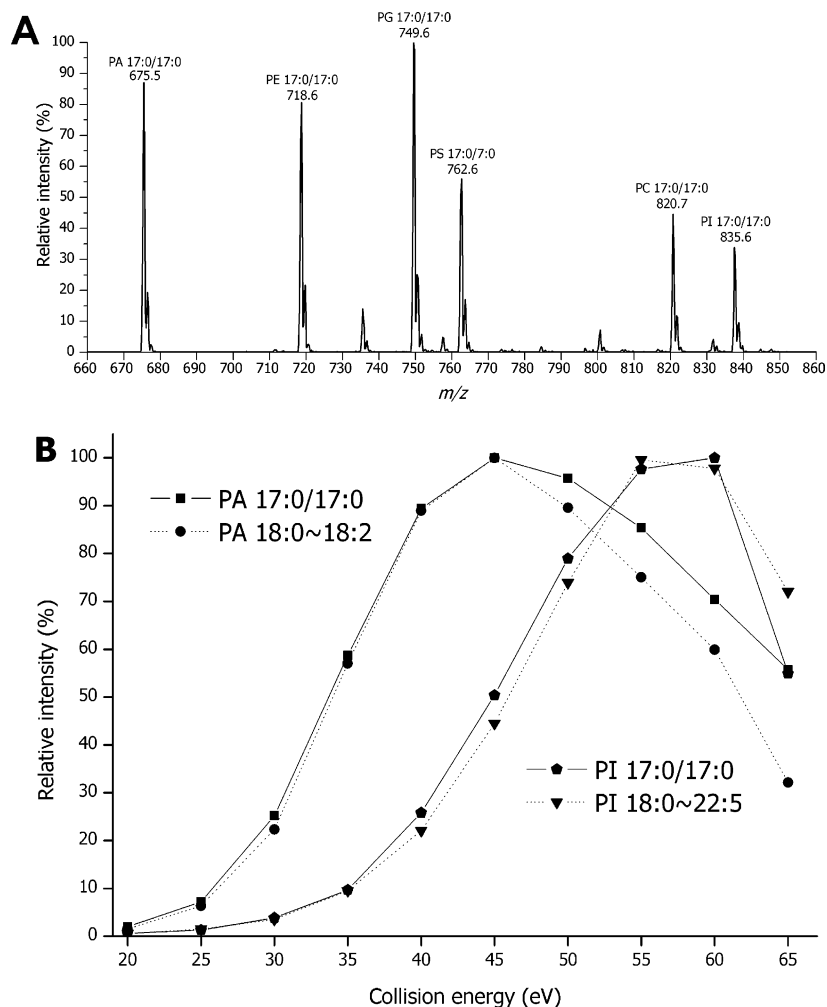 A
PG 17:0/17:0
749.6
PA 17:0/17:0
675.5
PE 17:0/17:0
718.6
PS 17:0/7:0
762.6
PC 17:0/17:0
820.7
PI 17:0/17:0
835.6
Relative intensity (%)
100
90
80
70
60
50
40
30
20
10
0
660 670 680 690 700 710 720 730 740 750 760 770 780 790 800 810 820 830 840 850 860
m/z
B
PA 17:0/17:0
PA 18:0~18:2
PI 17:0/17:0
PI 18:0~22:5
Relative intensity (%)
100
90
80
70
60
50
40
30
20
10
0
20 25 30 35 40 45 50 55 60 65
Collision energy (eV)